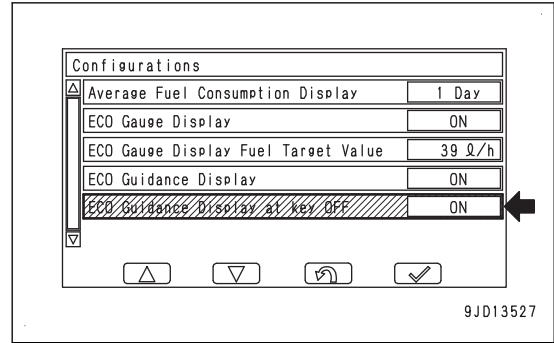 Configurations
Average Fuel Consumption Display 1 Day
ECO Gauge Display ON
ECO Gauge Display Fuel Target Value 39 ℓ/h
ECO Guidance Display ON
ECO Guidance Display at key OFF ON
9JD13527